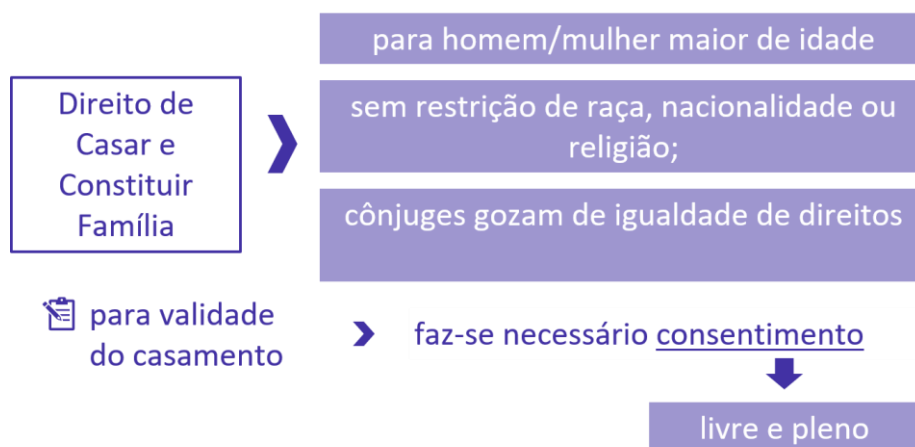 para homem/mulher maior de idade
Direito de
Casar e
Constituir
Família
sem restrição de raça, nacionalidade ou
religião;
cônjuges gozam de igualdade de direitos
para validade
do casamento
faz-se necessário consentimento
livre e pleno